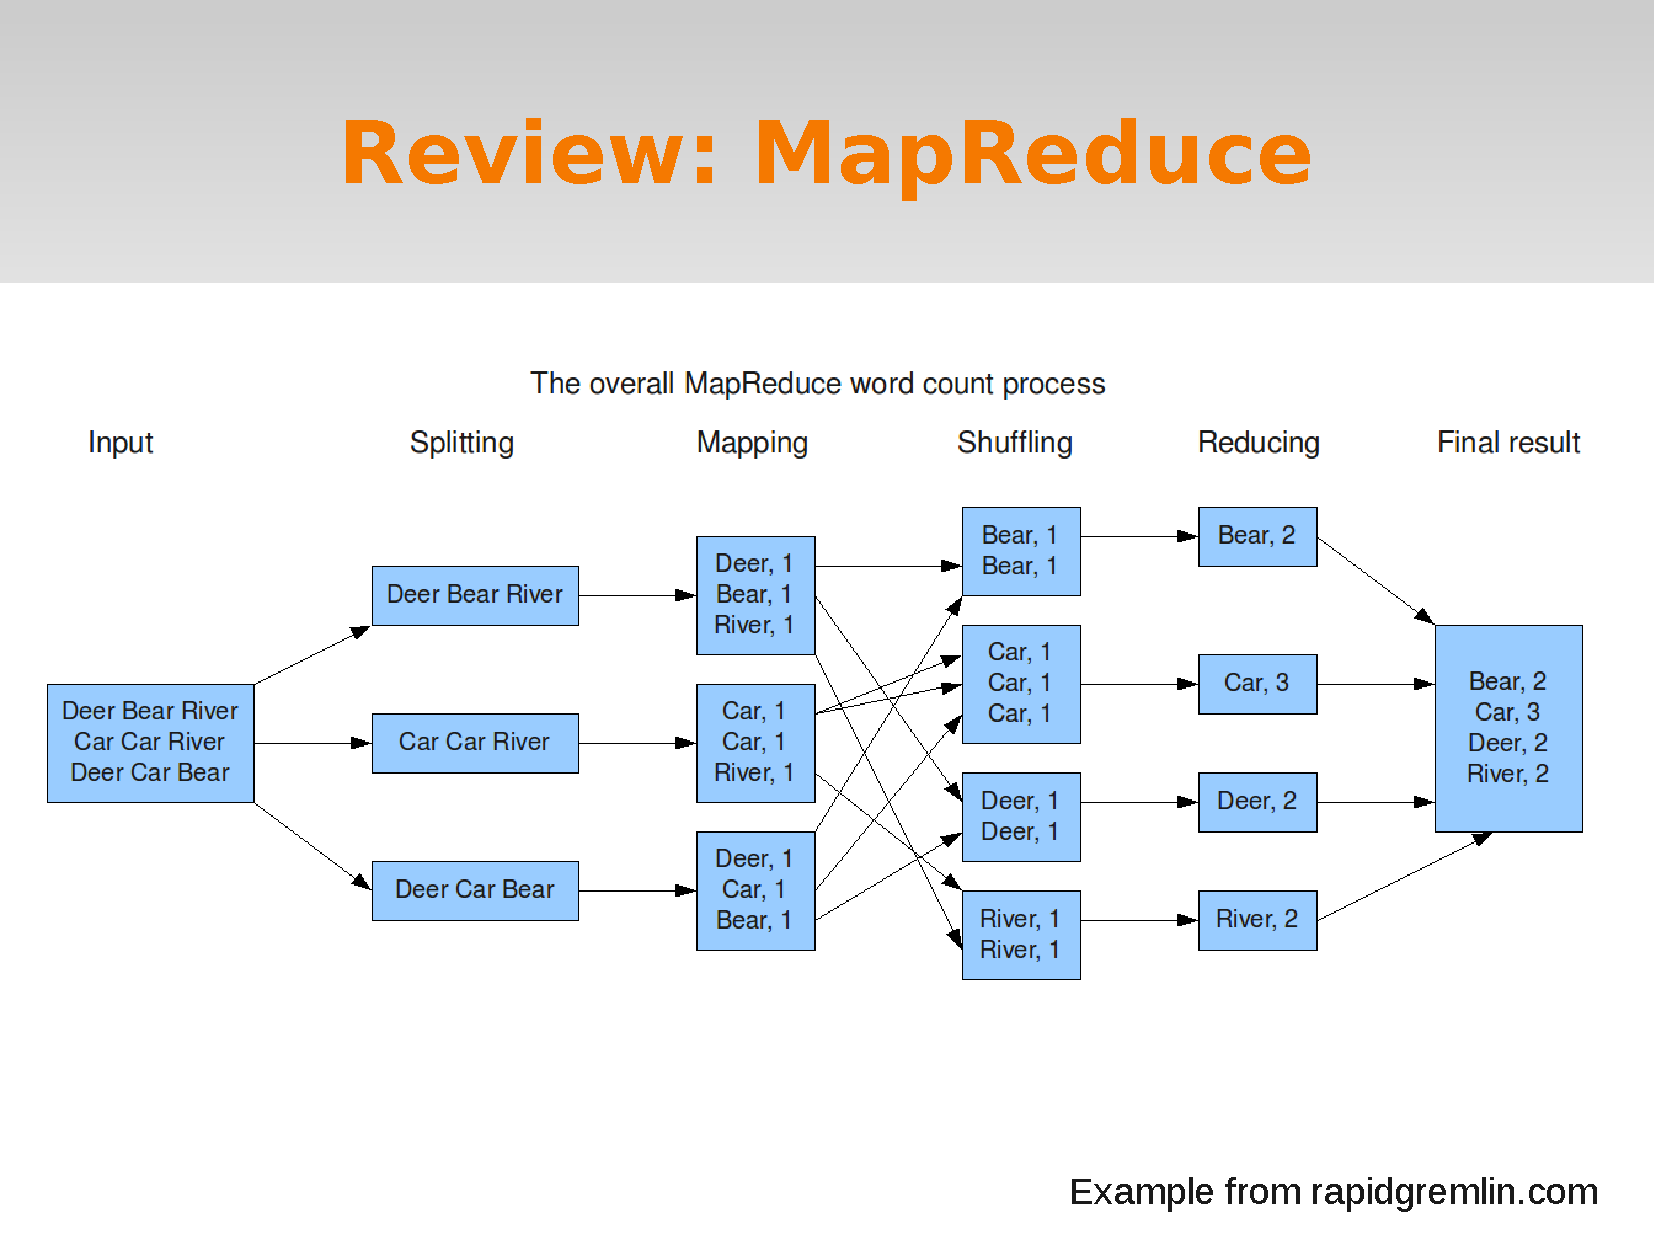 Review: MapReduce
The overall MapReduce word count process
Input
Splitting
Mapping
Shuffling
Reducing
Final result
Deer Bear River
Car Car River
Deer Car Bear
Deer Bear River
Car Car River
Deer Car Bear
Deer, 1
Bear, 1
River, 1
Car, 1
Car, 1
River, 1
Deer, 1
Car, 1
Bear, 1
Bear, 1
Bear, 1
Car, 1
Car, 1
Car, 1
Deer, 1
Deer, 1
River, 1
River, 1
Bear, 2
Car, 3
Deer, 2
River, 2
Bear, 2
Car, 3
Deer, 2
River, 2
Example from rapidgremlin.com